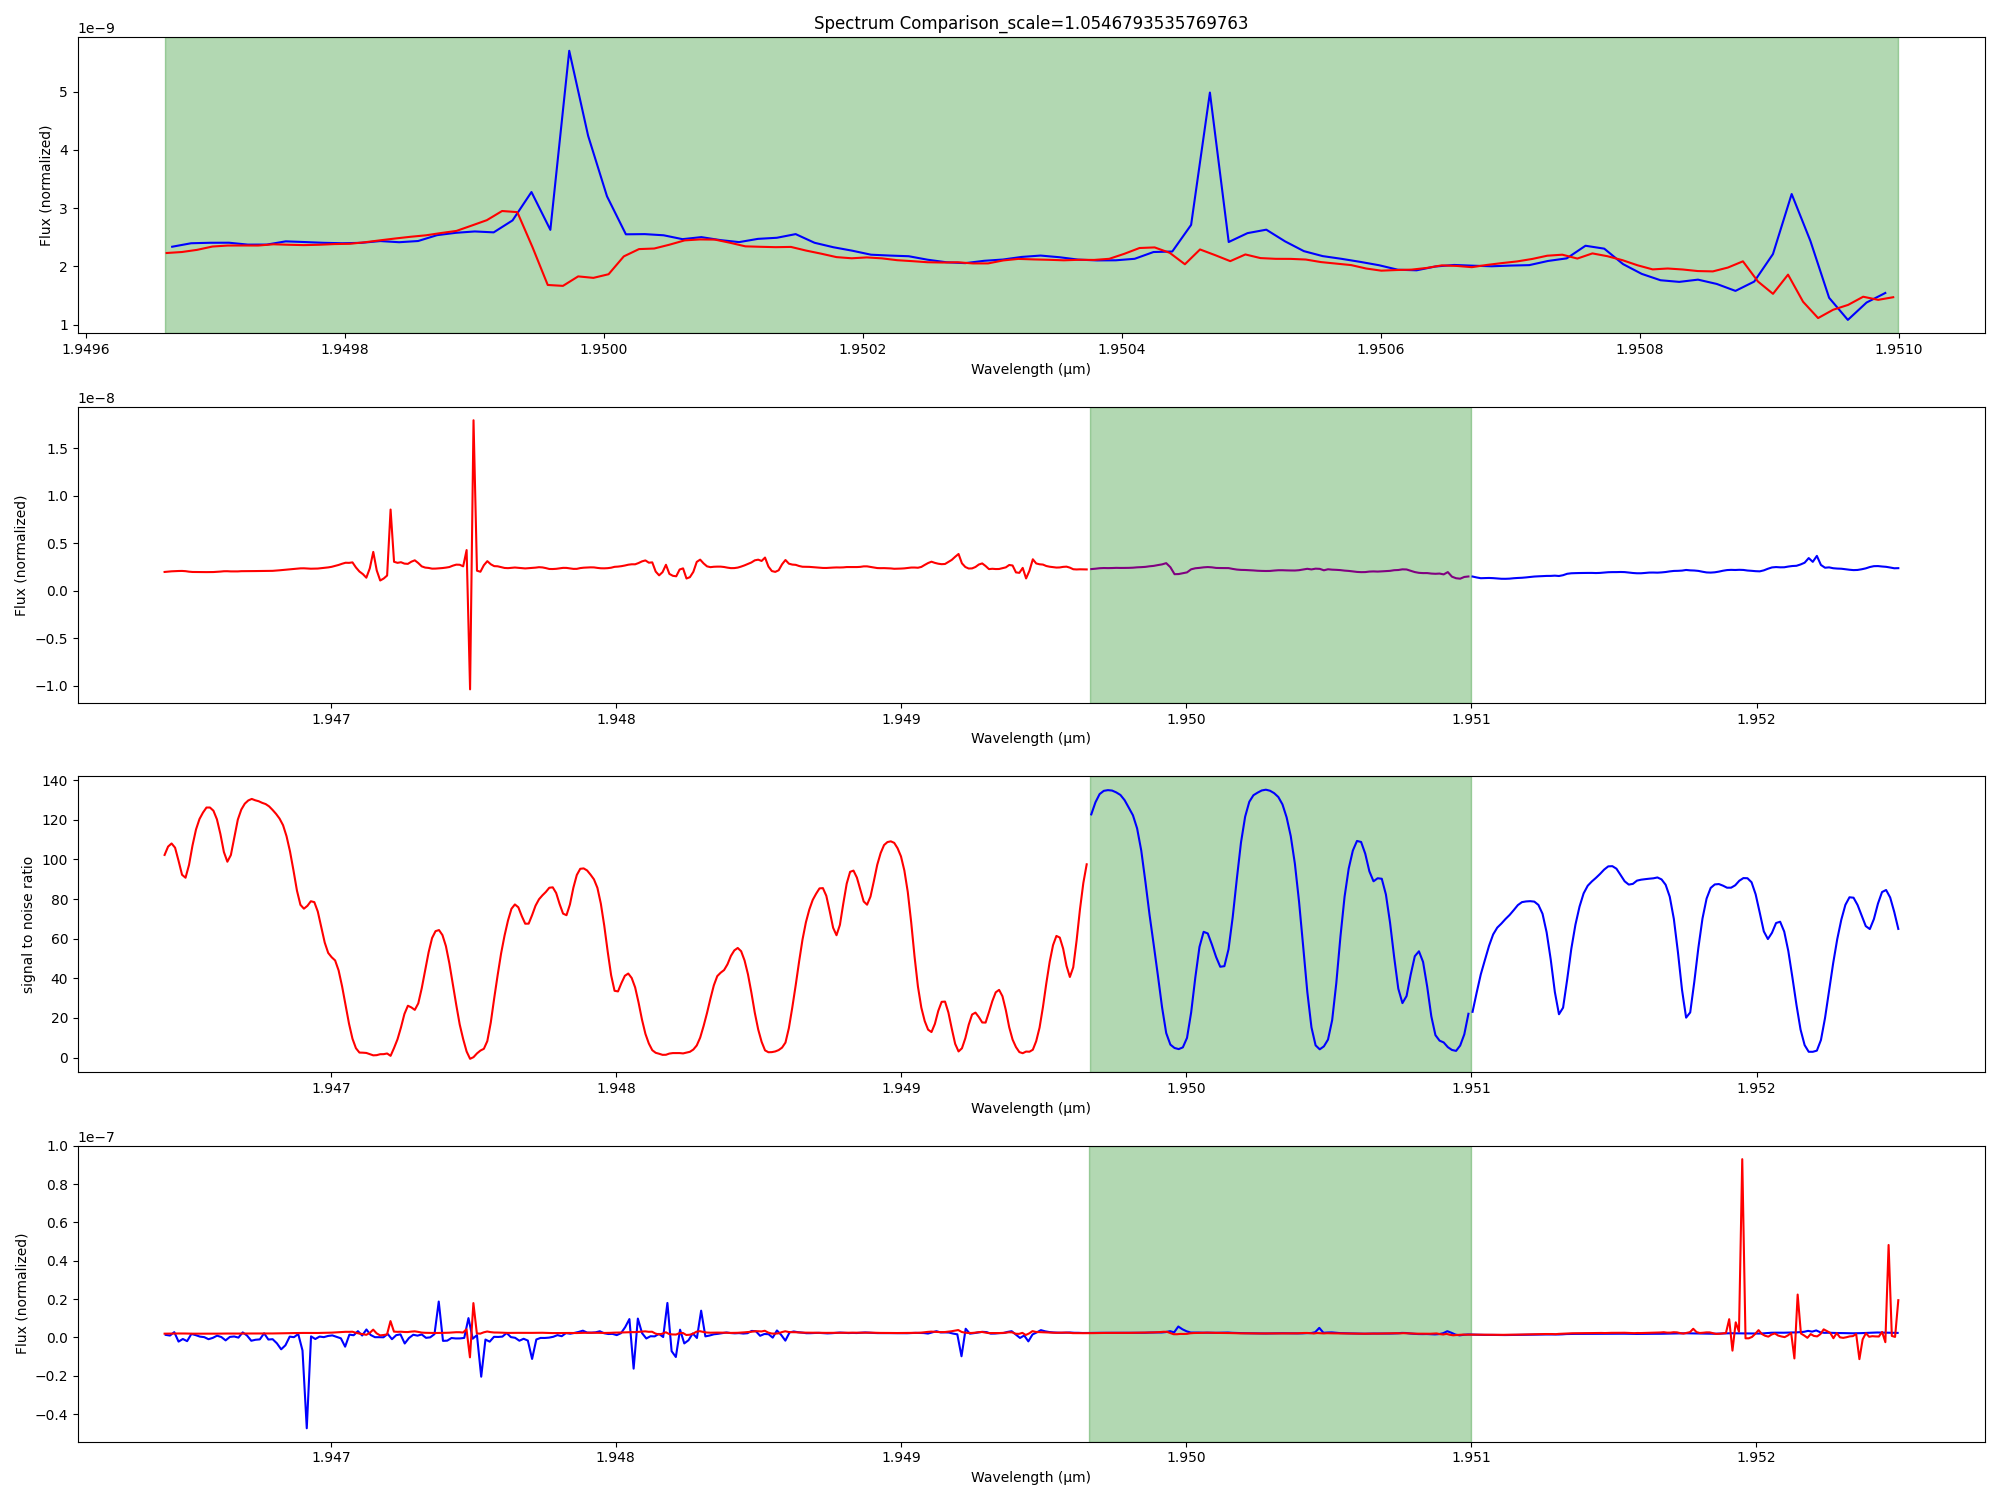 Spectrum Comparison_scale=1.0546793535769763
1e−9
5
4
3
2
1
Flux (normalized)
1.9496 1.9498 1.9500 1.9502 1.9504 1.9506 1.9508 1.9510
Wavelength (μm)
1e−8
1.5
1.0
0.5
0.0
−0.5
−1.0
Flux (normalized)
1.947 1.948 1.949 1.950 1.951 1.952
Wavelength (μm)
140
120
100
80
60
40
20
0
signal to noise ratio
1.947 1.948 1.949 1.950 1.951 1.952
Wavelength (μm)
1e−7
1.0
0.8
0.6
0.4
0.2
0.0
−0.2
−0.4
Flux (normalized)
1.947 1.948 1.949 1.950 1.951 1.952
Wavelength (μm)